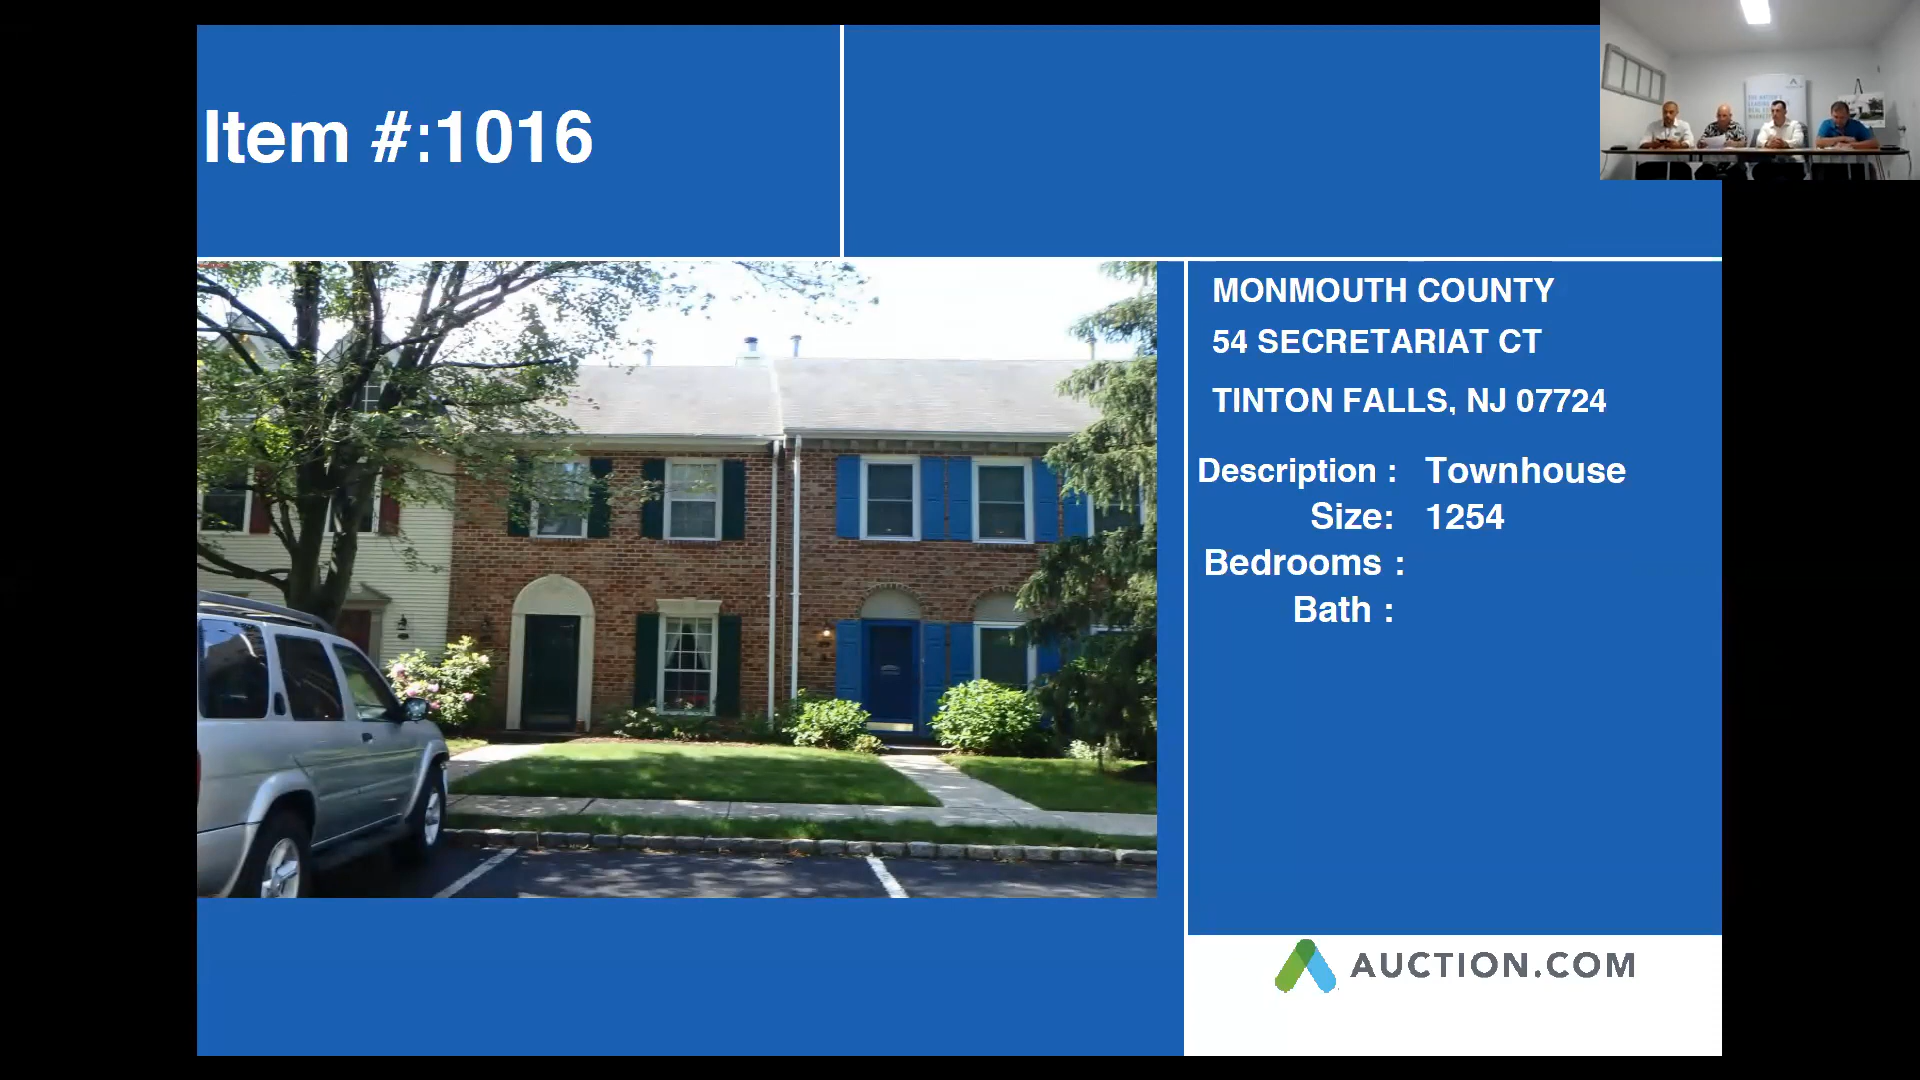 Item #:1016
MONMOUTH COUNTY
54 SECRETARIAT CT
TINTON FALLS, NJ 07724
Description : Townhouse
Size: 1254
Bedrooms :
Bath :
AUCTION.COM